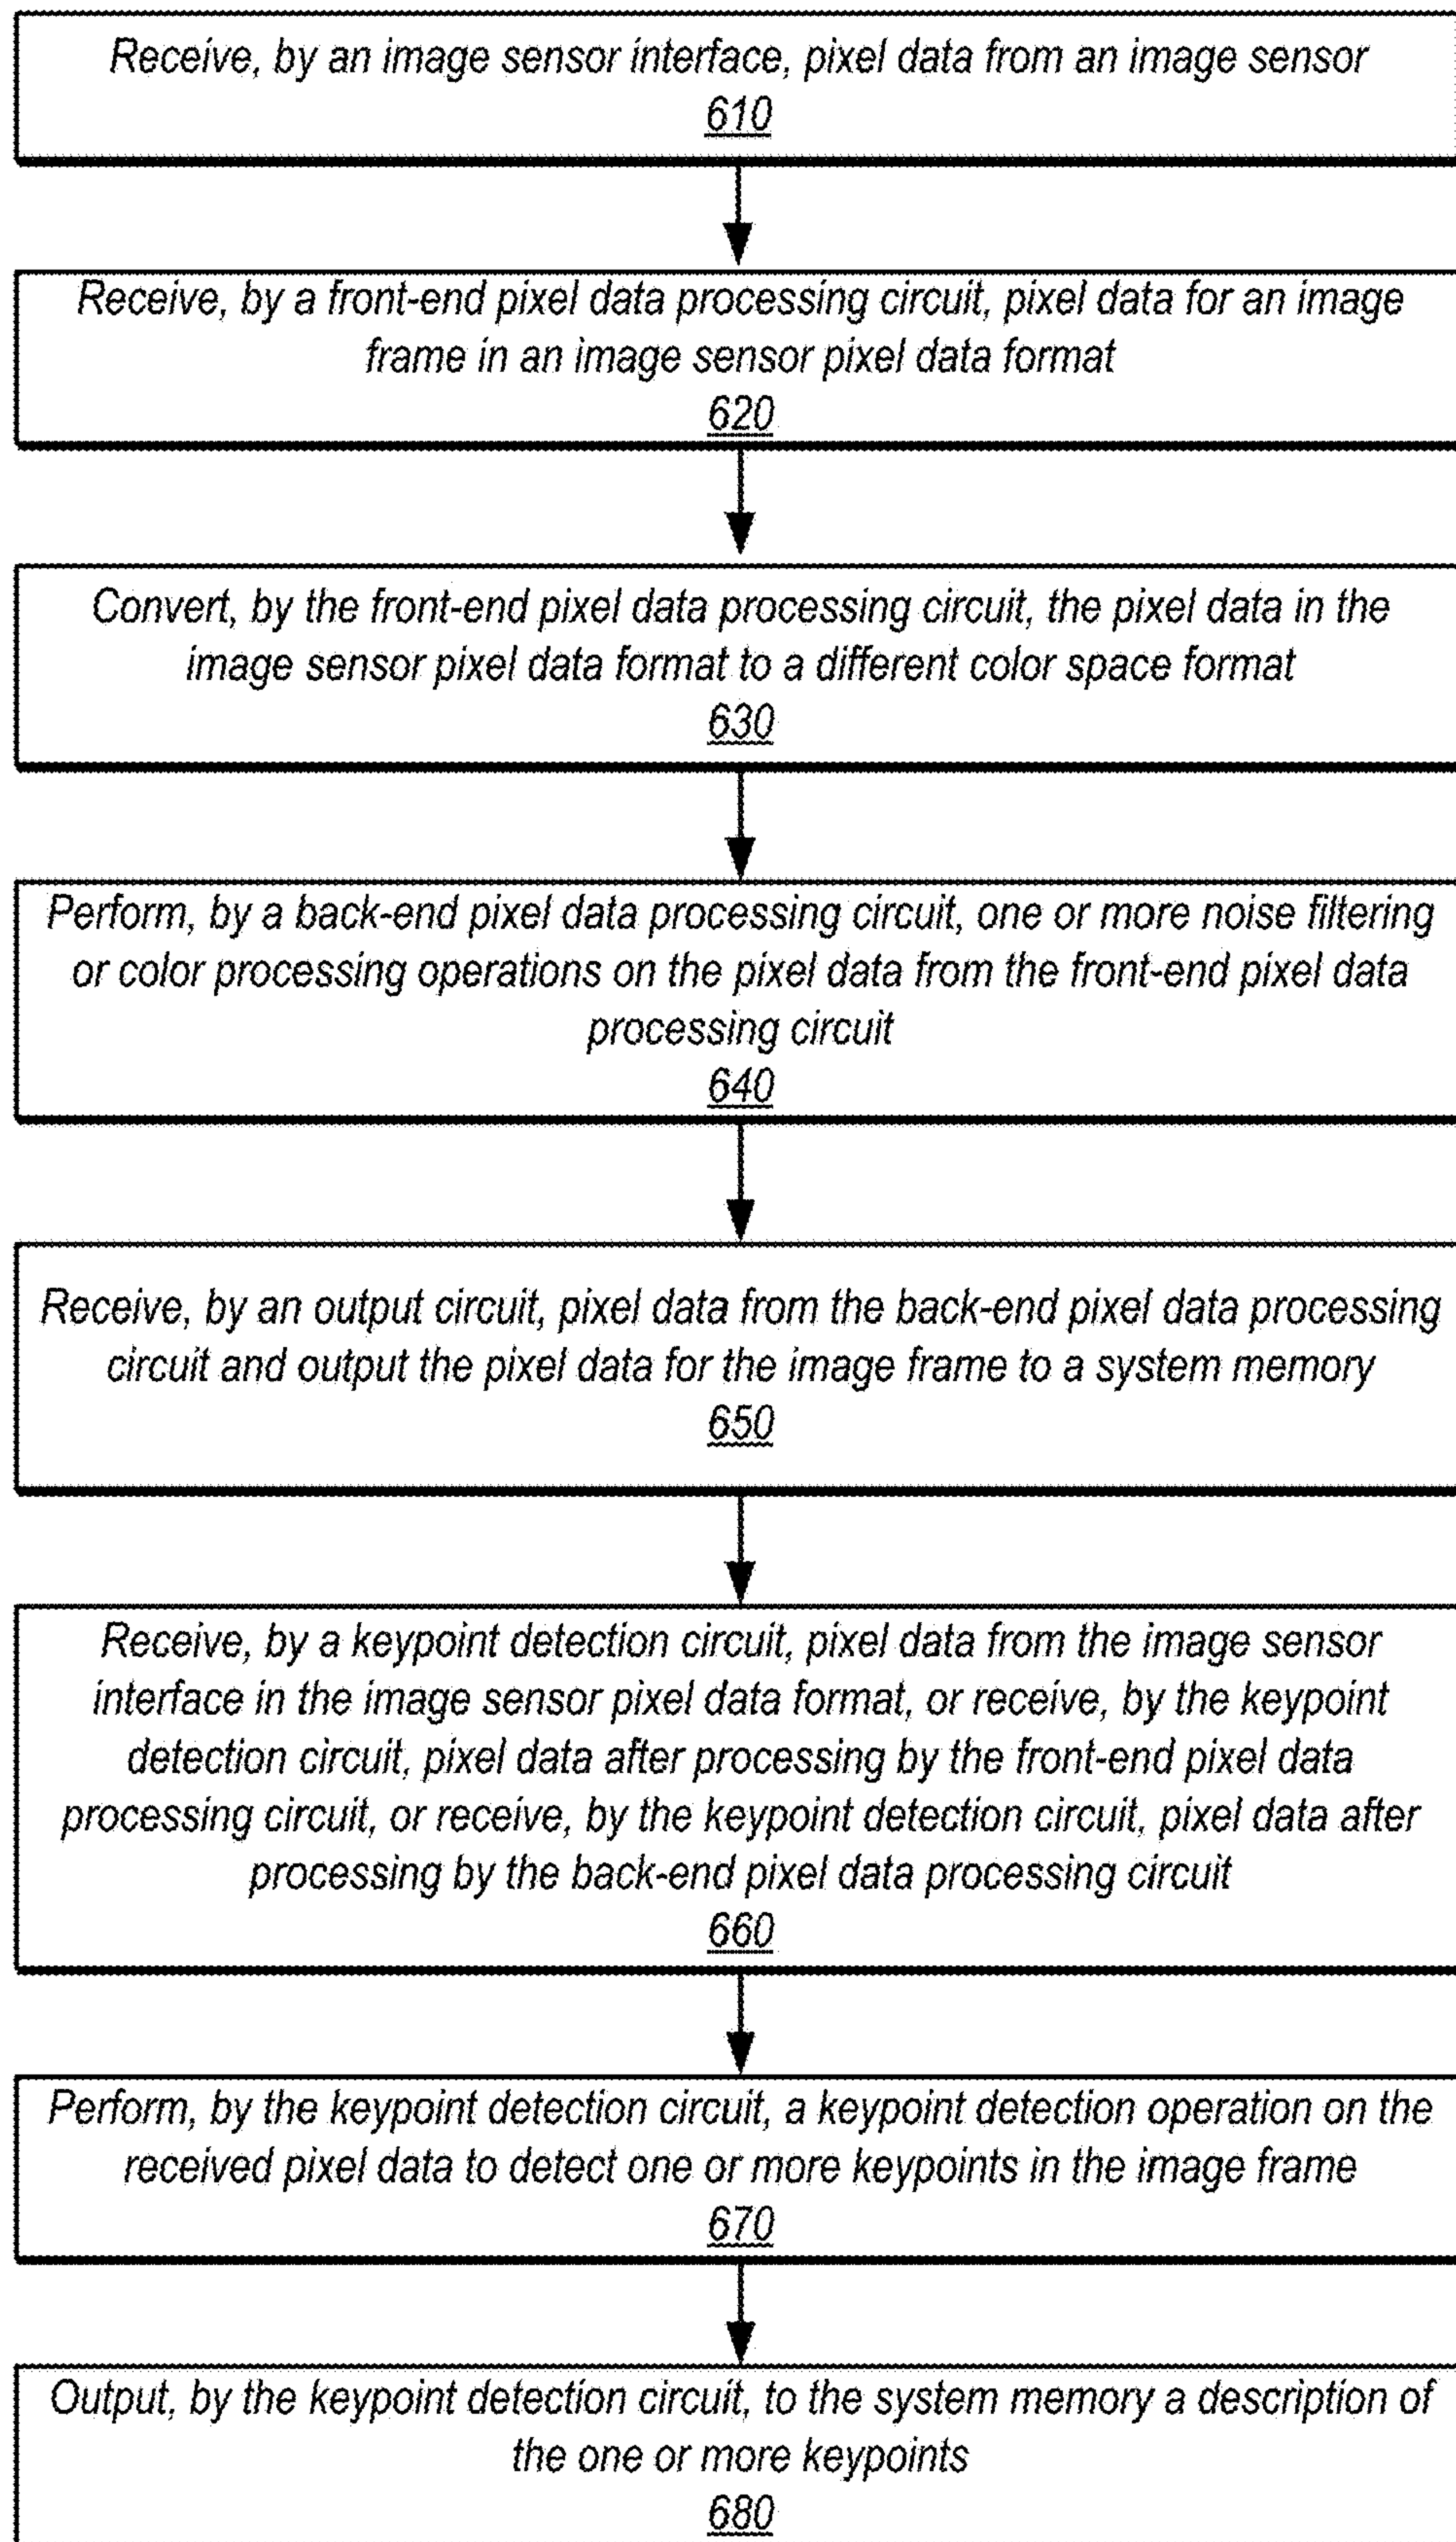 Receive, by an image sensor interface, pixel data from an image sensor
610
Receive, by a front-end pixel data processing circuit, pixel data for an image
frame in an image sensor pixel data format
620
Convert, by the front-end pixel data processing circuit, the pixel data in the
image sensor pixel data format to a different color space format
630
Perform, by a back-end pixel data processing circuit, one or more noise filtering
or color processing operations on the pixel data from the front-end pixel data
processing circuit
640
Receive, by an output circuit, pixel data from the back-end pixel data processing
circuit and output the pixel data for the image frame to a system memory
650
Receive, by a keypoint detection circuit, pixel data from the image sensor
interface in the image sensor pixel data format, or receive, by the keypoint
detection circuit, pixel data after processing by the front-end pixel data
processing circuit, or receive, by the keypoint detection circuit, pixel data after
processing by the back-end pixel data processing circuit
660
Perform, by the keypoint detection circuit, a keypoint detection operation on the
received pixel data to detect one or more keypoints in the image frame
670
Output, by the keypoint detection circuit, to the system memory a description of
the one or more keypoints
680